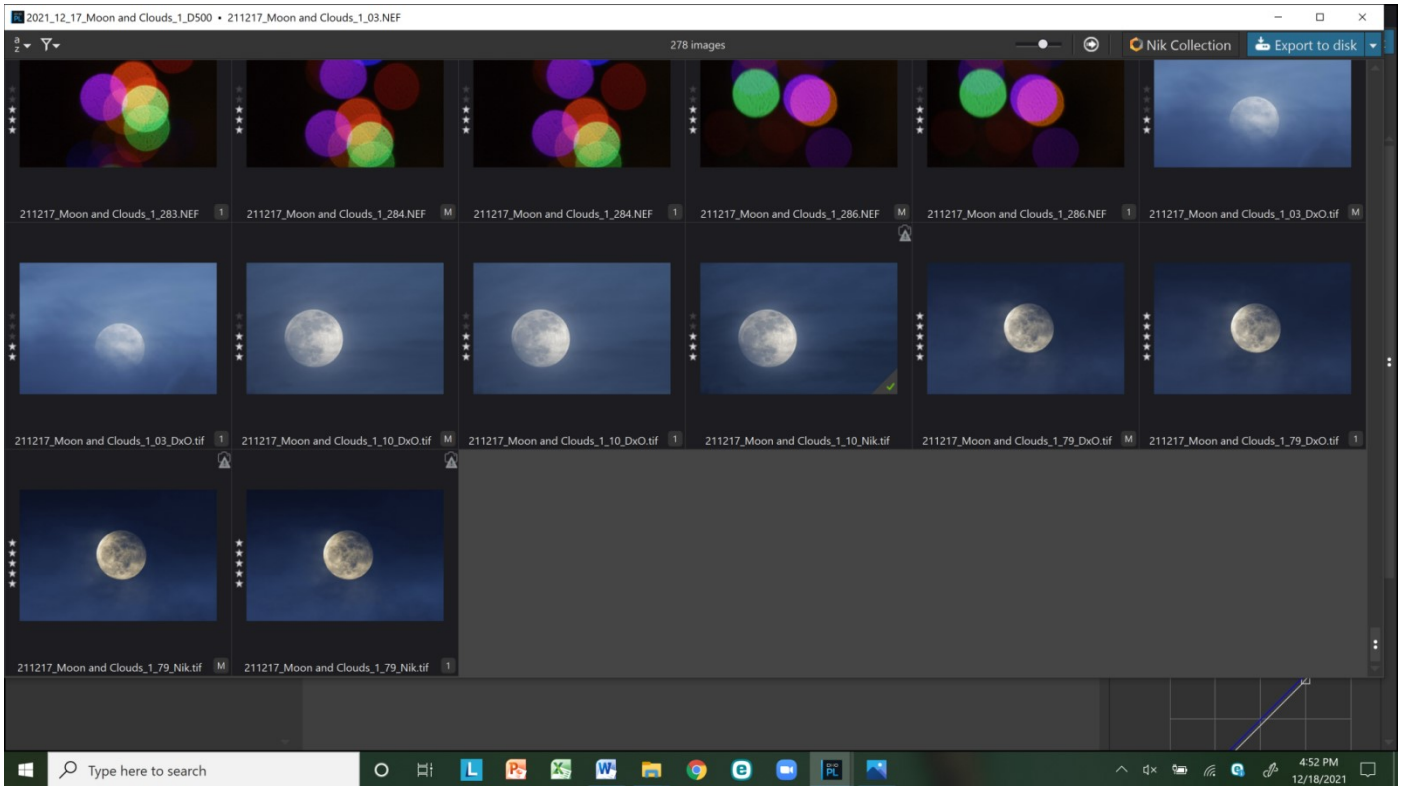 2021_12_17_Moon and Clouds_1_D500 • 211217_Moon and Clouds_1_03.NEF
a
z
278 images
Nik Collection
Export to disk
211217_Moon and Clouds_1_283.NEF 1
211217_Moon and Clouds_1_284.NEF M
211217_Moon and Clouds_1_284.NEF 1
211217_Moon and Clouds_1_286.NEF M
211217_Moon and Clouds_1_286.NEF 1
211217_Moon and Clouds_1_03_DxO.tif M
211217_Moon and Clouds_1_03_DxO.tif 1
211217_Moon and Clouds_1_10_DxO.tif M
211217_Moon and Clouds_1_10_DxO.tif 1
211217_Moon and Clouds_1_10_Nik.tif
211217_Moon and Clouds_1_79_DxO.tif M
211217_Moon and Clouds_1_79_DxO.tif 1
211217_Moon and Clouds_1_79_Nik.tif M
211217_Moon and Clouds_1_79_Nik.tif 1
Type here to search
L
P
X
W
e
DXO
PL
4:52 PM
12/18/2021